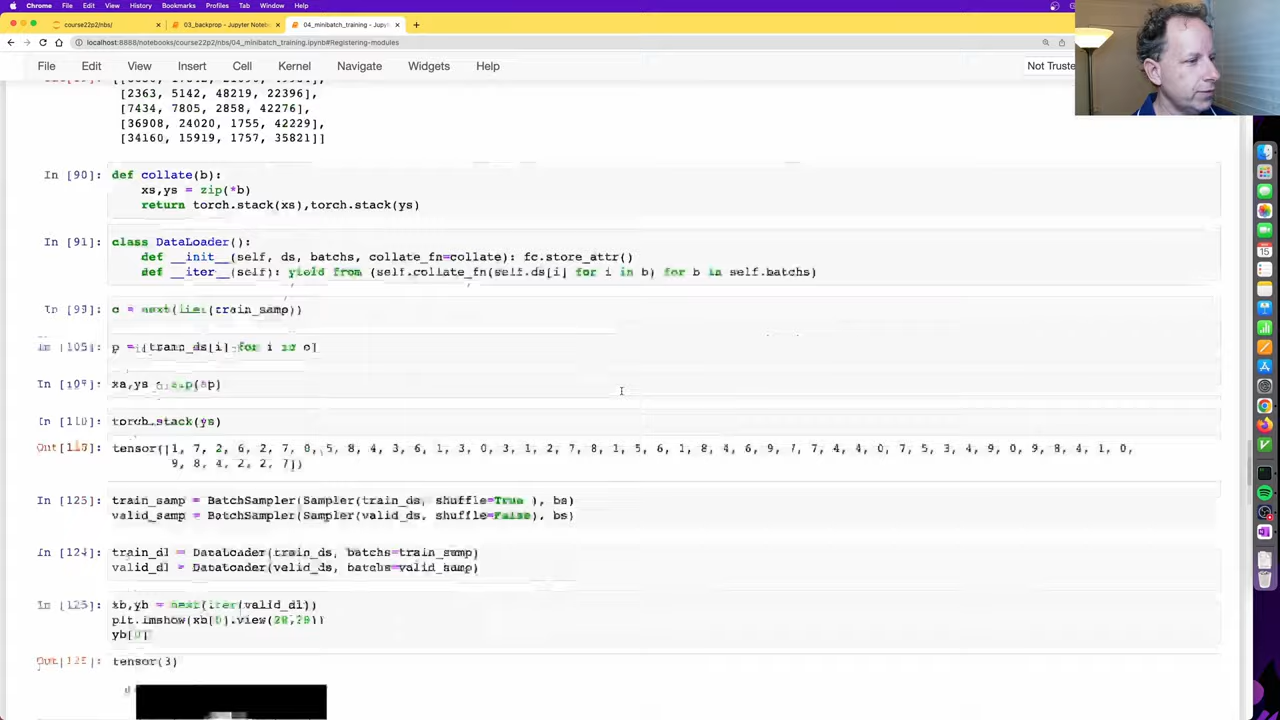 Chrome File Edit View History Bookmarks Profiles Tab Window Help
course22p2/nbs/
03_backprop - Jupyter Noteb
04_minibatch_training - Jupy
localhost:8888/notebooks/course22p2/nbs/04_minibatch_training.ipynb#Registering-modules
File Edit View Insert Cell Kernel Navigate Widgets Help
Not Truste
[2363, 5142, 48219, 22396],
[7434, 7805, 2858, 42276],
[36908, 24020, 1755, 42229],
[34160, 15919, 1757, 35821]]
In [90]: def collate(b):
xs,ys = zip(*b)
return torch.stack(xs),torch.stack(ys)
In [91]: class DataLoader():
def __init__(self, ds, batchs, collate_fn=collate): fc.store_attr()
def __iter__(self): yield from (self.collate_fn(self.ds[i] for i in b) for b in self.batchs)
= next(iter(train_samp))
In [105]: p = [train_ds[i] for i in o]
torch.stack(ys)
tensor([1, 7, 2, 6, 2, 7, 0, 5, 8, 4, 3, 6, 1, 3, 0, 3, 1, 2, 7, 8, 1, 5, 6, 1, 8, 4, 6, 9, 7, 7, 4, 4, 0, 7, 5, 3, 4, 9, 0, 9, 8, 4, 1, 0,
9, 8, 4, 2, 2, 7])
train_samp = BatchSampler(Sampler(train_ds, shuffle=True ), bs)
valid_samp = BatchSampler(Sampler(valid_ds, shuffle=False), bs)
In [124]: train_dl = DataLoader(train_ds, batchs=train_samp)
valid_dl = DataLoader(valid_ds, batchs=valid_samp)
xb,yb = next(iter(valid_dl))
plt.imshow(xb[0].view(28,28))
yb[0]
tensor(3)